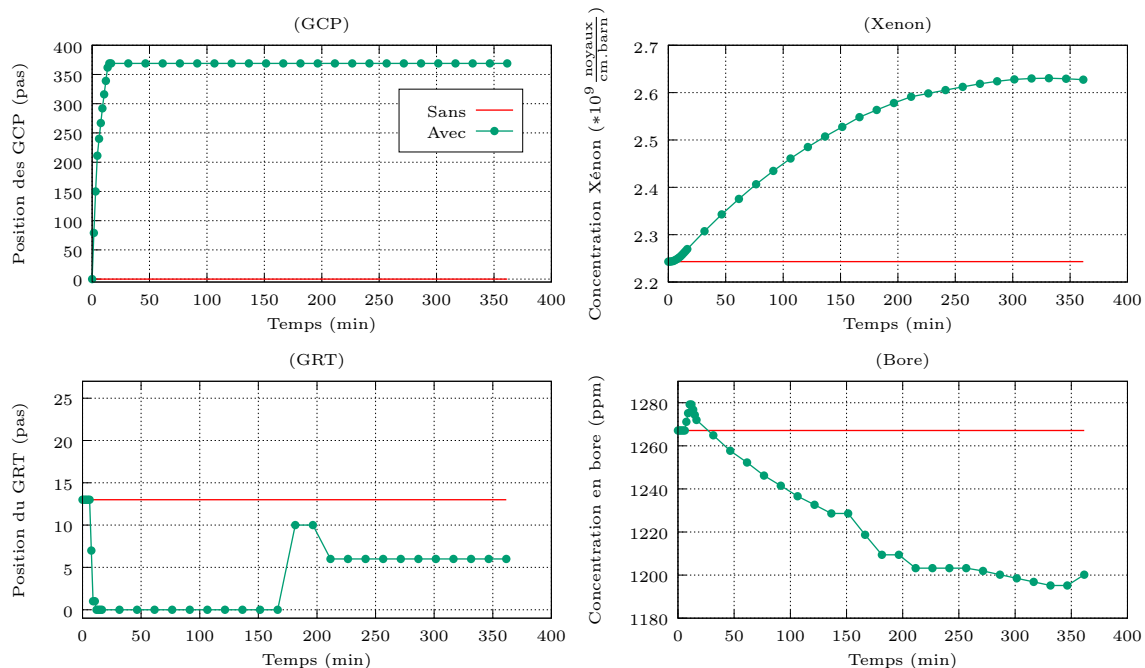 (GCP)
Position des GCP (pas)
400
350
300
250
200
150
100
50
0
Sans
Avec
0 50 100 150 200 250 300 350 400
Temps (min)
(Xenon)
Concentration Xénon (∗10^9 noyaux/cm.barn)
2.7
2.6
2.5
2.4
2.3
2.2
0 50 100 150 200 250 300 350 400
Temps (min)
(GRT)
Position du GRT (pas)
25
20
15
10
5
0
0 50 100 150 200 250 300 350 400
Temps (min)
(Bore)
Concentration en bore (ppm)
1280
1260
1240
1220
1200
1180
0 50 100 150 200 250 300 350 400
Temps (min)